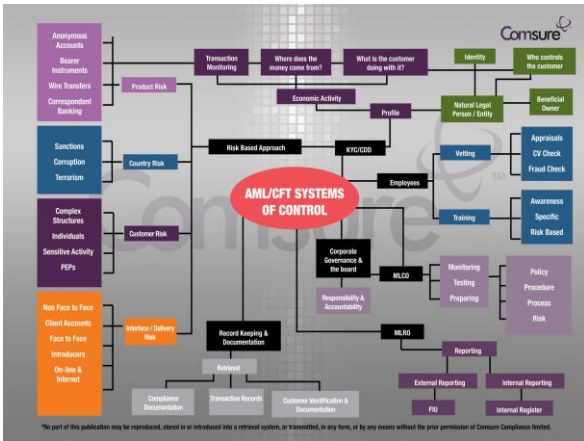 Comsure
Anonymous
Accounts
Bearer
Instruments
Wire Transfers
Correspondent
Banking
Product Risk
Transaction
Monitoring
Where does the
money come from?
What is the customer
doing with it?
Economic Activity
Profile
Identify
Who controls
the customer
Natural Legal
Person / Entity
Beneficial
Owner
Sanctions
Corruption
Terrorism
Country Risk
Risk Based Approach
KYC/CDD
Employees
Vetting
Appraisals
CV Check
Fraud Check
Training
Awareness
Specific
Risk Based
AML/CFT SYSTEMS
OF CONTROL
Comsure
TM
Complex
Structures
Individuals
Sensitive Activity
PEPs
Customer Risk
Corporate
Governance &
the board
Responsibility &
Accountability
MLCO
Monitoring
Testing
Preparing
Policy
Procedure
Process
Risk
Non Face to Face
Client Accounts
Face to Face
Introducers
On-line &
Internet
Interface / Delivery
Risk
Record Keeping &
Documentation
Retrieval
Compliance
Documentation
Transaction Records
Customer Identification &
Documentation
MLRO
Reporting
External Reporting
Internal Reporting
FIU
Internal Register
*No part of this publication may be reproduced, stored in or introduced into a retrieval system, or transmitted, in any form, or by any means without the prior permission of Comsure Compliance limited.